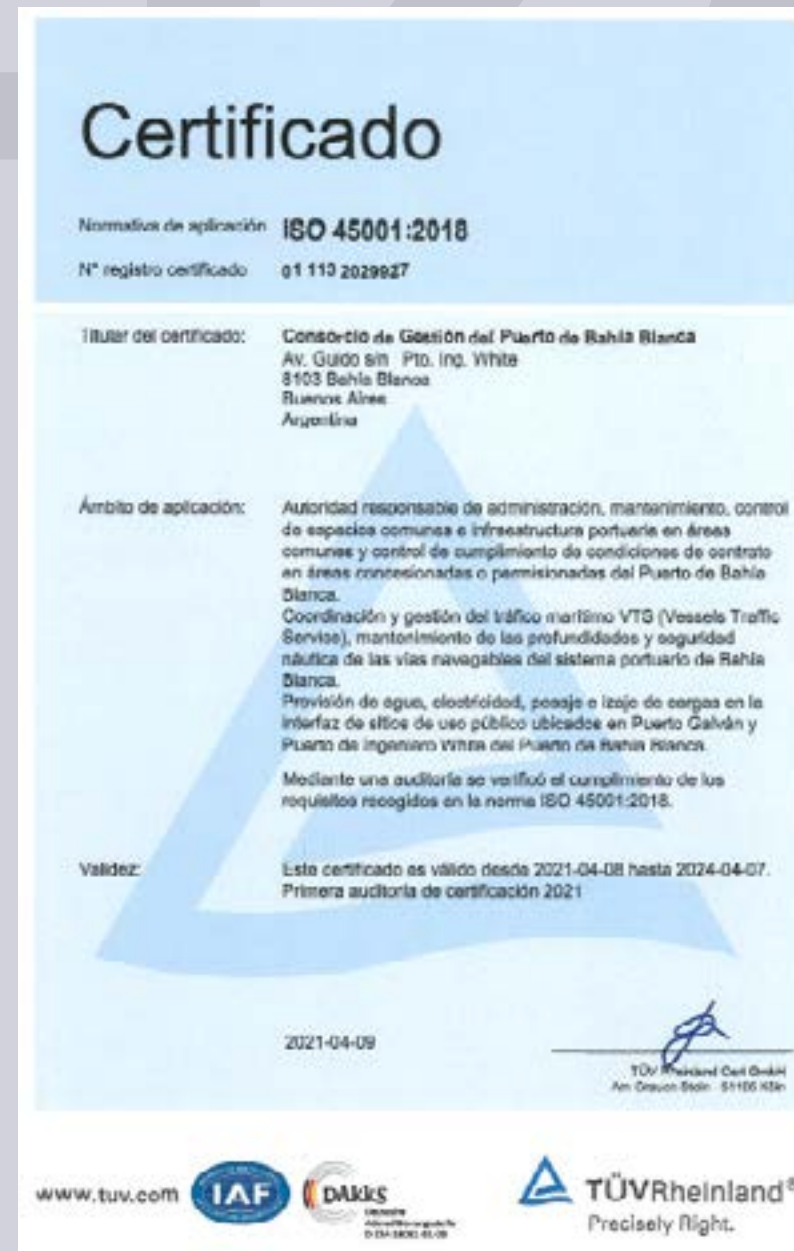 Certificado
Normativa de aplicación ISO 45001:2018
N° registro certificado 01 113 2029927
Titular del certificado: Consorcio de Gestión del Puerto de Bahía Blanca
Av. Guido s/n Pto. Ing. White
8103 Bahía Blanca
Buenos Aires
Argentina
Ámbito de aplicación: Autoridad responsable de administración, mantenimiento, control
de espacios comunes e infraestructura portuaria en áreas
comunes y control de cumplimiento de condiciones de contrato
en áreas concesionadas o permisionadas del Puerto de Bahía
Blanca.
Coordinación y gestión del tráfico marítimo VTS (Vessels Traffic
Service), mantenimiento de las profundidades y seguridad
náutica de las vías navegables del sistema portuario de Bahía
Blanca.
Provisión de agua, electricidad, pesaje e izaje de cargas en la
interfaz de sitios de uso público ubicados en Puerto Galván y
Puerto de Ingeniero White del Puerto de Bahía Blanca.
Mediante una auditoría se verificó el cumplimiento de los
requisitos recogidos en la norma ISO 45001:2018.
Validez: Este certificado es válido desde 2021-04-08 hasta 2024-04-07.
Primera auditoría de certificación 2021
2021-04-09
TÜV Rheinland Cert GmbH
Am Grauen Stein · 51105 Köln
www.tuv.com IAF DAkkS
TÜVRheinland®
Precisely Right.